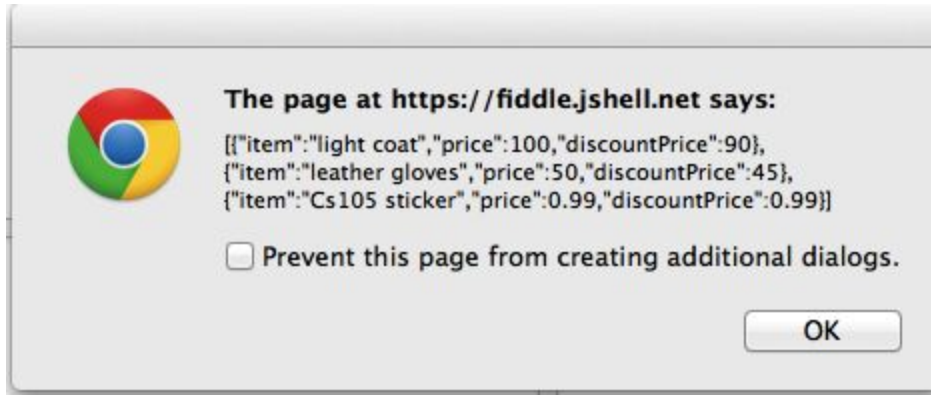 The page at https://fiddle.jshell.net says:
[{"item":"light coat","price":100,"discountPrice":90},
{"item":"leather gloves","price":50,"discountPrice":45},
{"item":"Cs105 sticker","price":0.99,"discountPrice":0.99}]
Prevent this page from creating additional dialogs.
OK